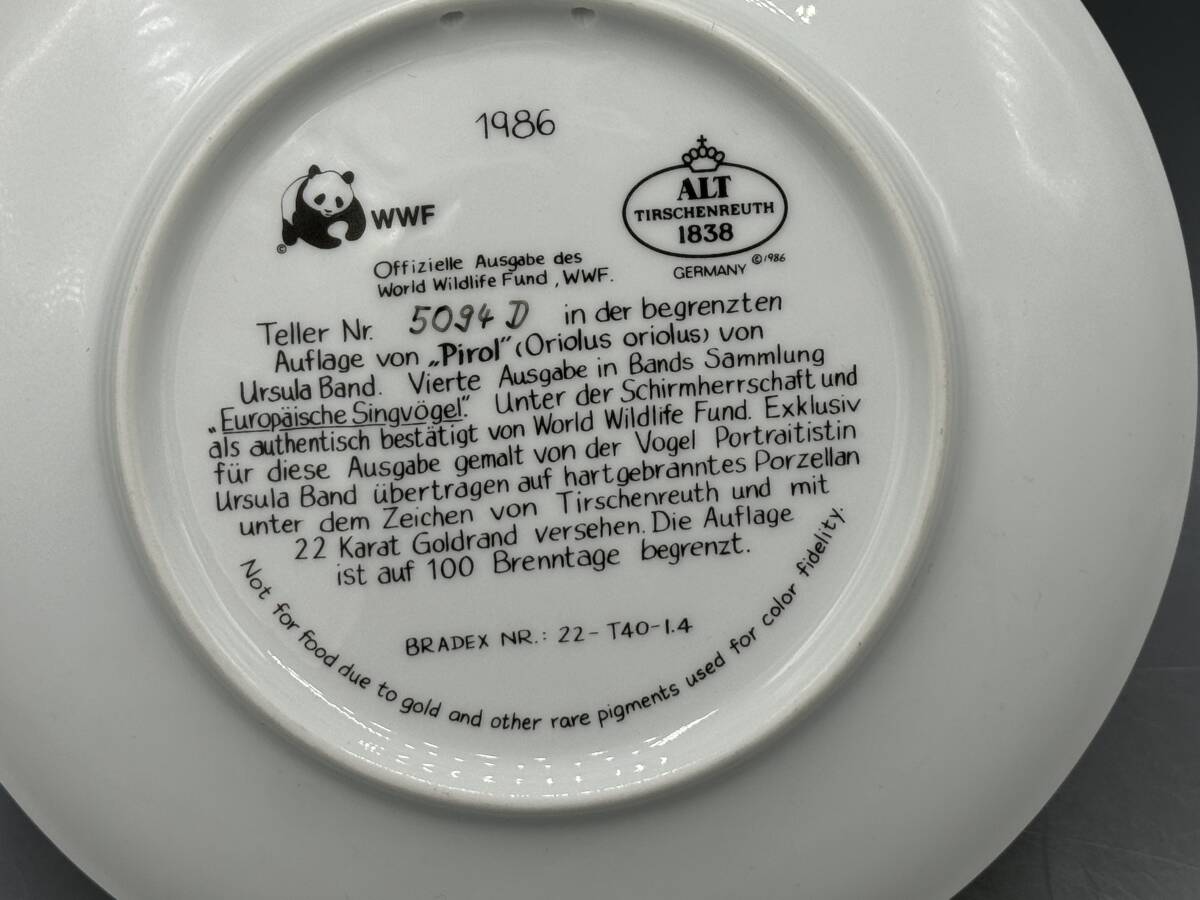 1986
WWF
©
ALT
TIRSCHENREUTH
1838
GERMANY ©1986
Offizielle Ausgabe des
World Wildlife Fund, WWF.
Teller Nr. 5094 D in der begrenzten
Auflage von „Pirol” (Oriolus oriolus) von
Ursula Band. Vierte Ausgabe in Bands Sammlung
„Europäische Singvögel”. Unter der Schirmherrschaft und
als authentisch bestätigt von World Wildlife Fund. Exklusiv
für diese Ausgabe gemalt von der Vogel Portraitistin
Ursula Band übertragen auf hartgebranntes Porzellan
unter dem Zeichen von Tirschenreuth und mit
22 Karat Goldrand versehen. Die Auflage
ist auf 100 Brenntage begrenzt.
BRADEX NR.: 22-T40-1.4
Not for food due to gold and other rare pigments used for color fidelity.